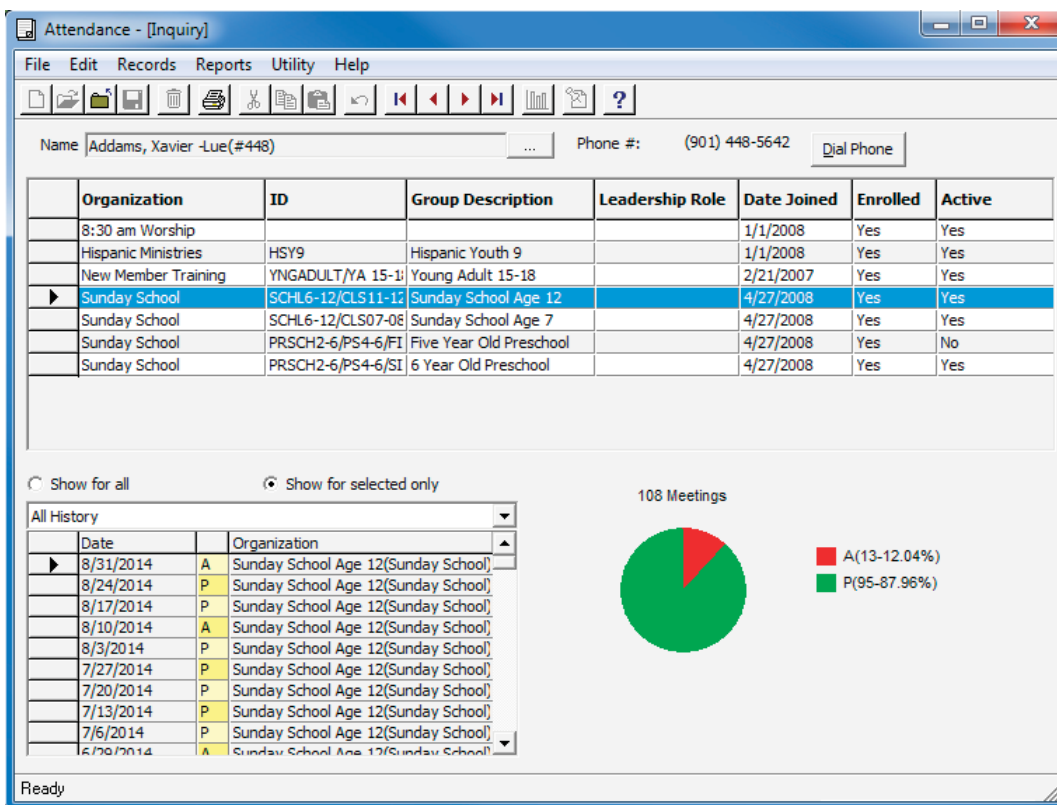 Attendance - [Inquiry]
File Edit Records Reports Utility Help
Name Addams, Xavier -Lue(#448) ... Phone #: (901) 448-5642 Dial Phone
Organization ID Group Description Leadership Role Date Joined Enrolled Active
8:30 am Worship 1/1/2008 Yes Yes
Hispanic Ministries HSY9 Hispanic Youth 9 1/1/2008 Yes Yes
New Member Training YNGADULT/YA 15-1 Young Adult 15-18 2/21/2007 Yes Yes
Sunday School SCHL6-12/CLS11-12 Sunday School Age 12 4/27/2008 Yes Yes
Sunday School SCHL6-12/CLS07-08 Sunday School Age 7 4/27/2008 Yes Yes
Sunday School PRSCH2-6/PS4-6/FI Five Year Old Preschool 4/27/2008 Yes No
Sunday School PRSCH2-6/PS4-6/SI 6 Year Old Preschool 4/27/2008 Yes Yes
Show for all Show for selected only
All History
Date Organization
8/31/2014 A Sunday School Age 12(Sunday School)
8/24/2014 P Sunday School Age 12(Sunday School)
8/17/2014 P Sunday School Age 12(Sunday School)
8/10/2014 A Sunday School Age 12(Sunday School)
8/3/2014 P Sunday School Age 12(Sunday School)
7/27/2014 P Sunday School Age 12(Sunday School)
7/20/2014 P Sunday School Age 12(Sunday School)
7/13/2014 P Sunday School Age 12(Sunday School)
7/6/2014 P Sunday School Age 12(Sunday School)
6/29/2014 A Sunday School Age 12(Sunday School)
108 Meetings
A(13-12.04%)
P(95-87.96%)
Ready